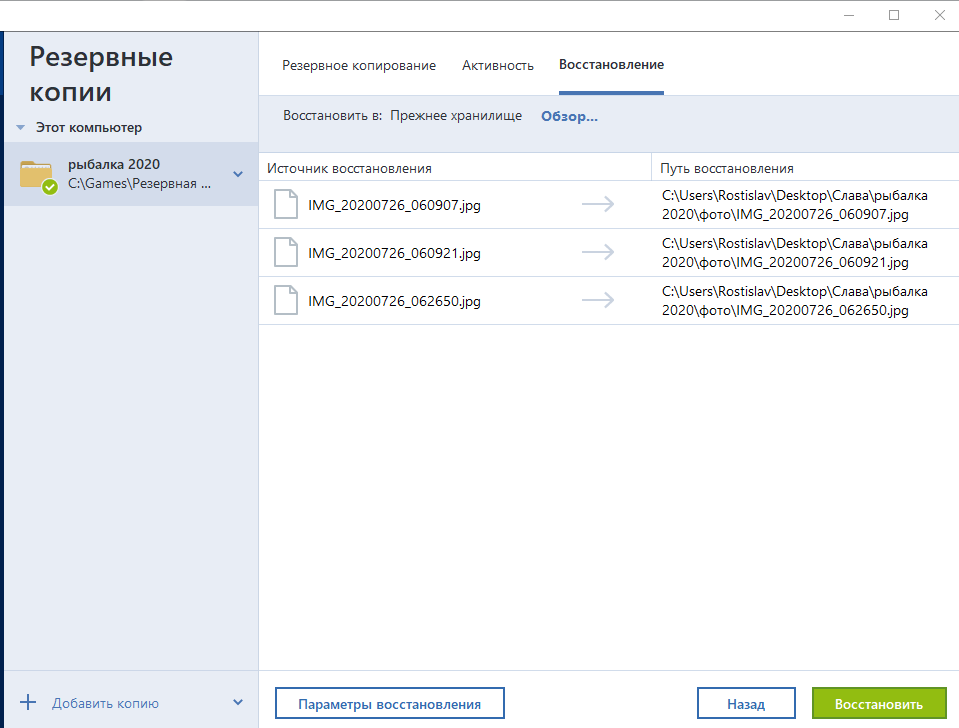 Резервные
копии
Этот компьютер
рыбалка 2020
C:\Games\Резервная ...
Добавить копию
Резервное копирование Активность Восстановление
Восстановить в: Прежнее хранилище Обзор...
Источник восстановления Путь восстановления
IMG_20200726_060907.jpg
C:\Users\Rostislav\Desktop\Слава\рыбалка
2020\фото\IMG_20200726_060907.jpg
IMG_20200726_060921.jpg
C:\Users\Rostislav\Desktop\Слава\рыбалка
2020\фото\IMG_20200726_060921.jpg
IMG_20200726_062650.jpg
C:\Users\Rostislav\Desktop\Слава\рыбалка
2020\фото\IMG_20200726_062650.jpg
Параметры восстановления Назад Восстановить